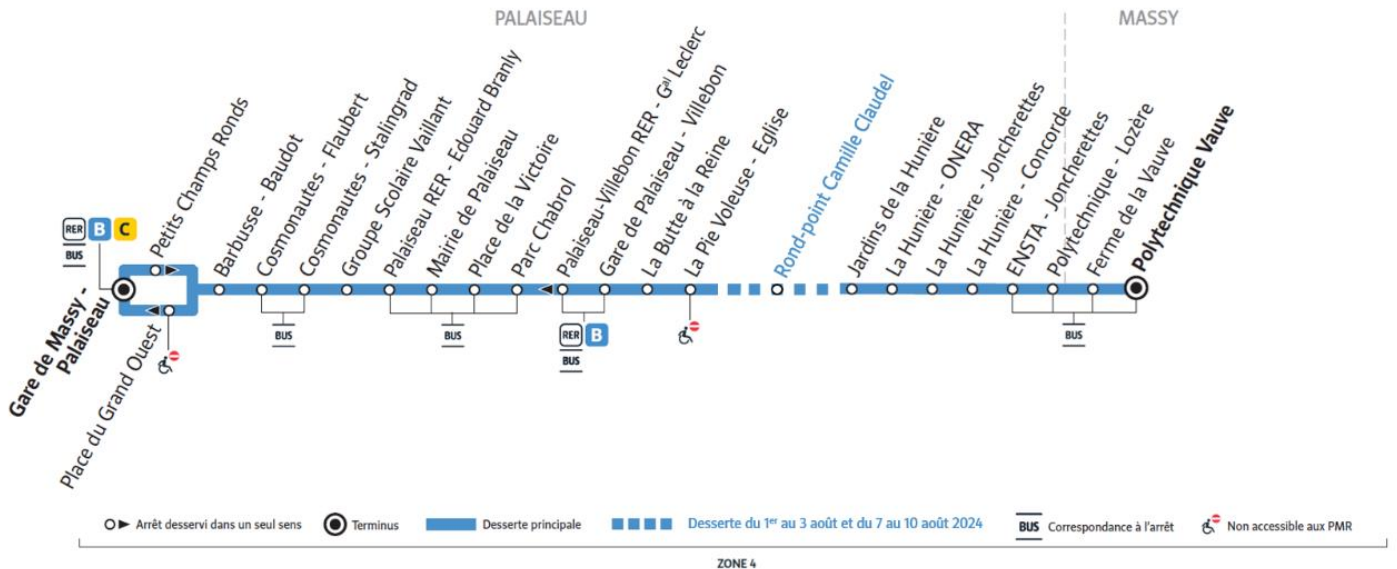 PALAISEAU
MASSY
RER B C
BUS
Gare de Massy -
Palaiseau
Petits Champs Ronds
Place du Grand Ouest
Barbusse - Baudot
Cosmonautes - Flaubert
Cosmonautes - Stalingrad
Groupe Scolaire Vaillant
Palaiseau RER - Edouard Branly
Mairie de Palaiseau
Place de la Victoire
Parc Chabrol
Palaiseau-Villebon RER - Gal Leclerc
Gare de Palaiseau - Villebon
La Butte à la Reine
La Pie Voleuse - Eglise
Rond-point Camille Claudel
Jardins de la Hunière
La Hunière - ONERA
La Hunière - Joncherettes
La Hunière - Concorde
ENSTA - Joncherettes
Polytechnique - Lozère
Ferme de la Vauve
Polytechnique Vauve
BUS
BUS
RER B
BUS
BUS
Arrêt desservi dans un seul sens
Terminus
Desserte principale
Desserte du 1er au 3 août et du 7 au 10 août 2024
BUS Correspondance à l'arrêt
Non accessible aux PMR
ZONE 4